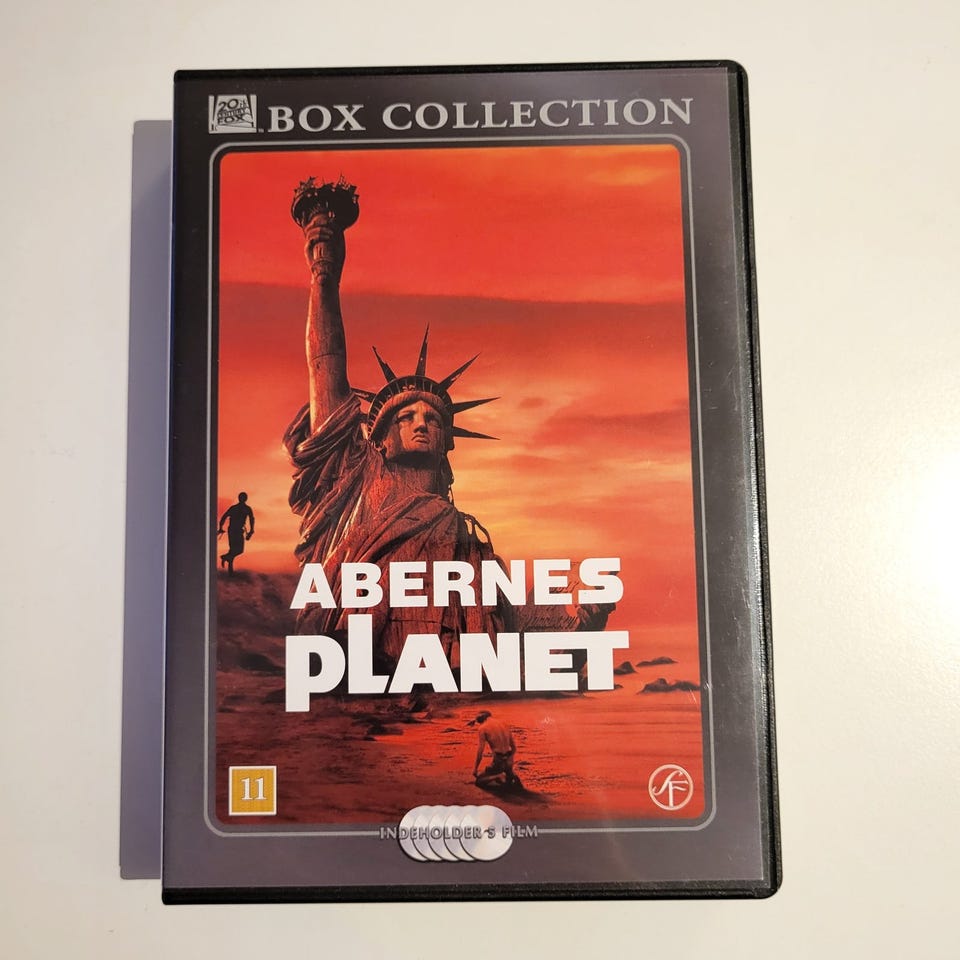 20TH CENTURY FOX
BOX COLLECTION
ABERNES
PLANET
11
SF
INDEHOLDER 5 FILM